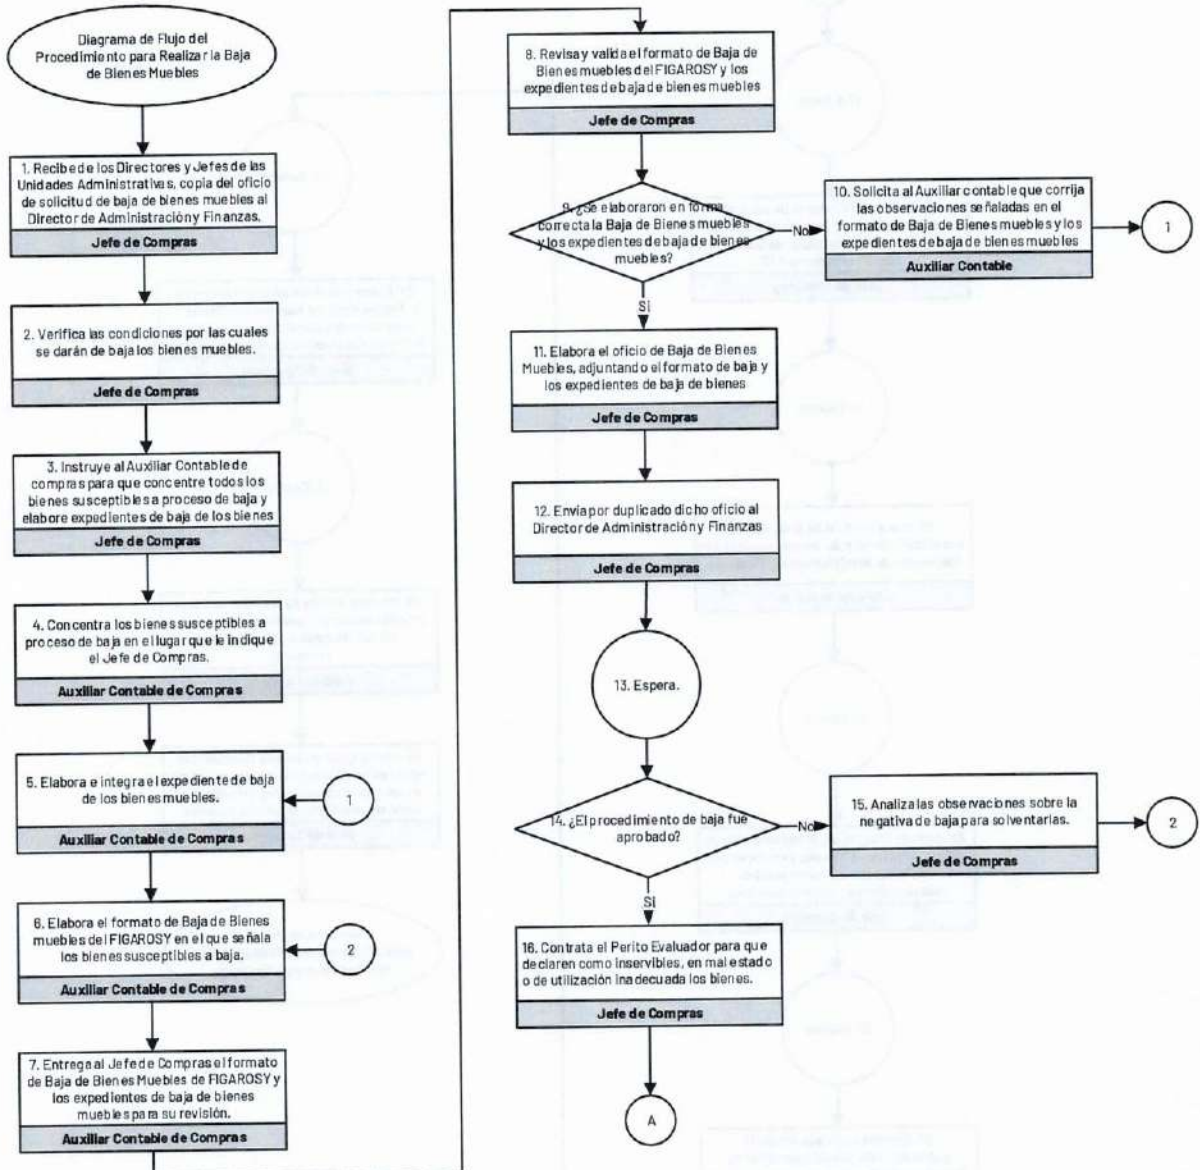 Diagrama de Flujo del
Procedimiento para Realizar la Baja
de Bienes Muebles
1. Recibe de los Directores y Jefes de las
Unidades Administrativas, copia del oficio
de solicitud de baja de bienes muebles al
Director de Administración y Finanzas.
Jefe de Compras
2. Verifica las condiciones por las cuales
se darán de baja los bienes muebles.
Jefe de Compras
3. Instruye al Auxiliar Contable de
compras para que concentre todos los
bienes susceptibles a proceso de baja y
elabore expedientes de baja de los bienes
Jefe de Compras
4. Concentra los bienes susceptibles a
proceso de baja en el lugar que le indique
el Jefe de Compras.
Auxiliar Contable de Compras
5. Elabora e integra el expediente de baja
de los bienes muebles.
Auxiliar Contable de Compras
1
6. Elabora el formato de Baja de Bienes
muebles del FIGAROSY en el que señala
los bienes susceptibles a baja.
Auxiliar Contable de Compras
2
7. Entrega al Jefe de Compras el formato
de Baja de Bienes Muebles de FIGAROSY y
los expedientes de baja de bienes
muebles para su revisión.
Auxiliar Contable de Compras
8. Revisa y valida el formato de Baja de
Bienes muebles del FIGAROSY y los
expedientes de baja de bienes muebles
Jefe de Compras
9. ¿Se elaboraron en forma
correcta la Baja de Bienes muebles
y los expedientes de baja de bienes
muebles?
No
10. Solicita al Auxiliar contable que corrija
las observaciones señaladas en el
formato de Baja de Bienes muebles y los
expedientes de baja de bienes muebles
Auxiliar Contable
1
Si
11. Elabora el oficio de Baja de Bienes
Muebles, adjuntando el formato de baja y
los expedientes de baja de bienes
Jefe de Compras
12. Envía por duplicado dicho oficio al
Director de Administración y Finanzas
Jefe de Compras
13. Espera.
14. ¿El procedimiento de baja fue
aprobado?
No
15. Analiza las observaciones sobre la
negativa de baja para solventarlas.
Jefe de Compras
2
Si
16. Contrata el Perito Evaluador para que
declaren como inservibles, en mal estado
o de utilización inadecuada los bienes.
Jefe de Compras
A